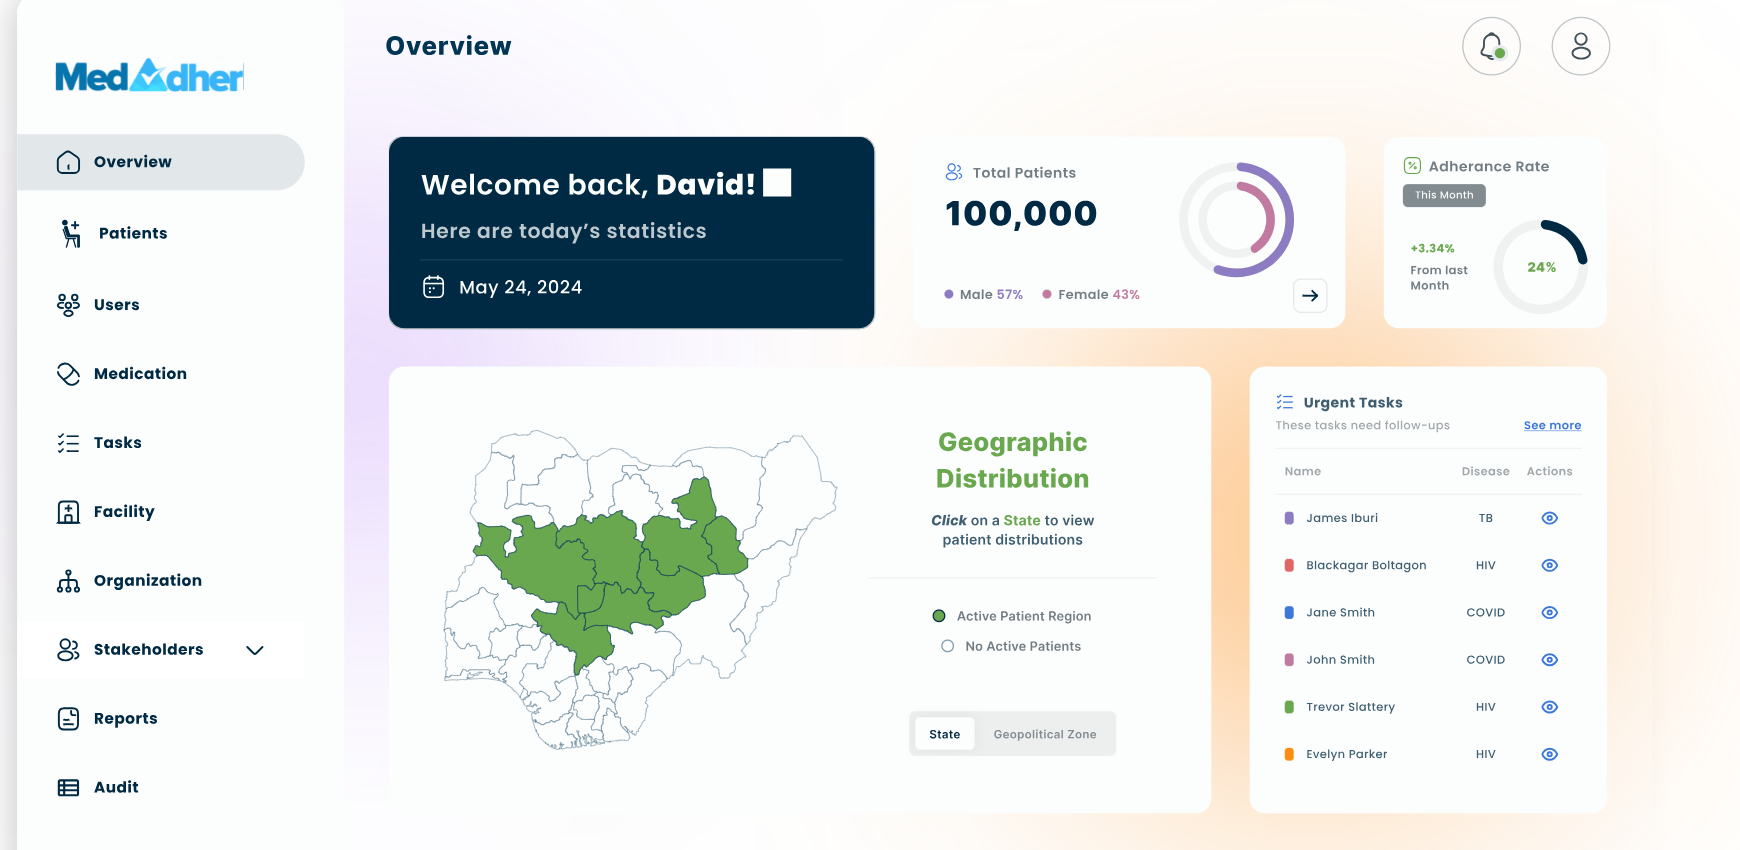 MedAdher
Overview
Patients
Users
Medication
Tasks
Facility
Organization
Stakeholders
Reports
Audit
Overview
Welcome back, David!
Here are today's statistics
May 24, 2024
Total Patients
100,000
Male 57% Female 43%
Adherance Rate
This Month
+3.34%
From last
Month
24%
Geographic
Distribution
Click on a State to view
patient distributions
Active Patient Region
No Active Patients
State Geopolitical Zone
Urgent Tasks
These tasks need follow-ups See more
Name Disease Actions
James Iburi TB
Blackagar Boltagon HIV
Jane Smith COVID
John Smith COVID
Trevor Slattery HIV
Evelyn Parker HIV